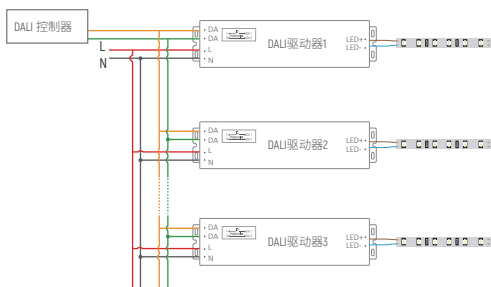 DALI 控制器
L
N
DA
DA
L
N
DALI驱动器1
LED+
LED-
DA
DA
L
N
DALI驱动器2
LED+
LED-
DA
DA
L
N
DALI驱动器3
LED+
LED-